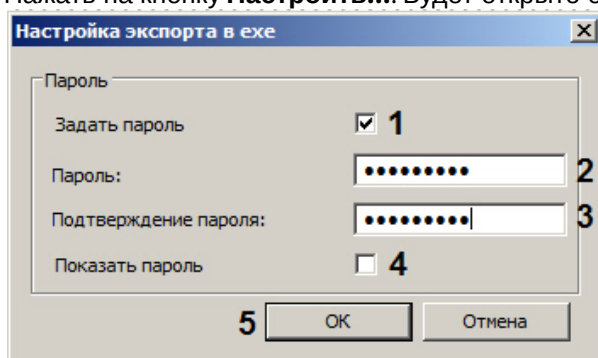 Нажать на кнопку Настроить... Будет открыто о
Настройка экспорта в exe
Пароль
Задать пароль 1
Пароль: ••••••••• 2
Подтверждение пароля: ••••••••• 3
Показать пароль 4
5 ОК Отмена